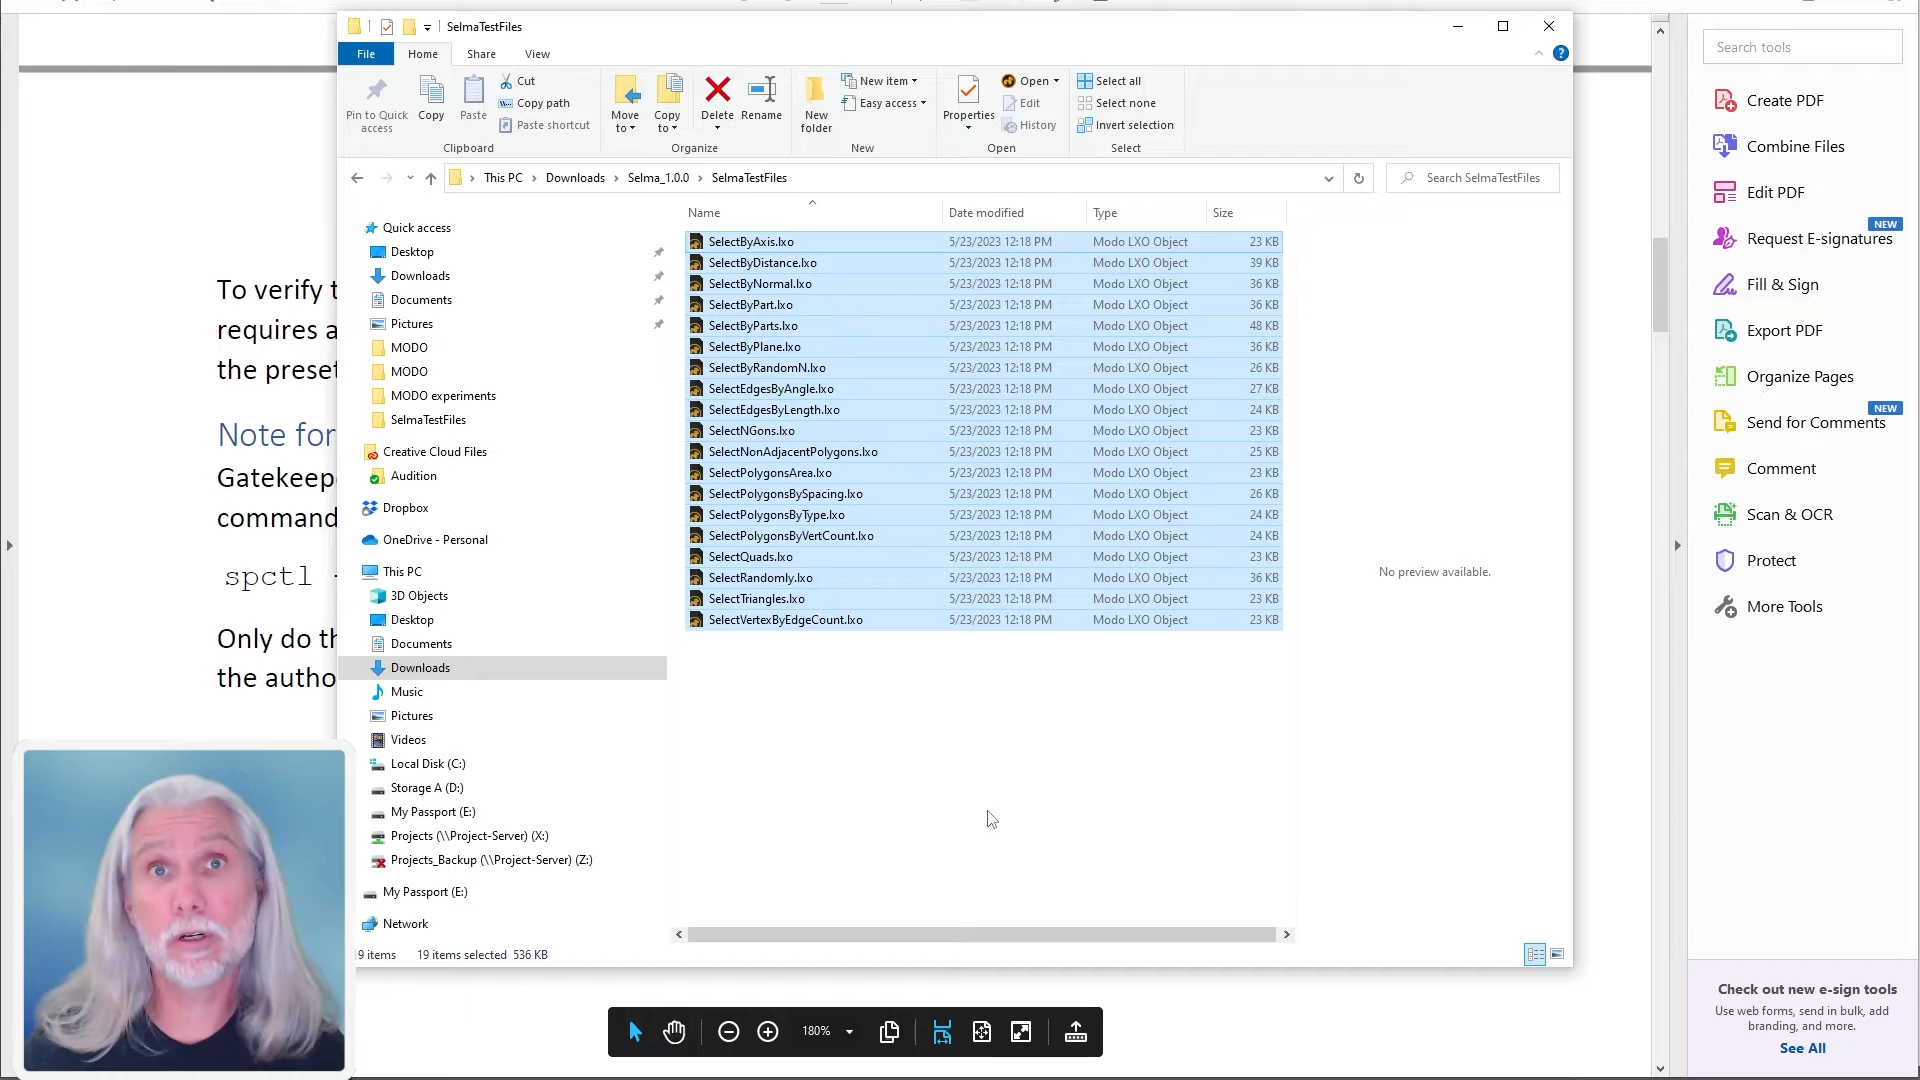 SelmaTestFiles
File
Home
Share
View
Pin to Quick
access
Copy
Paste
Cut
Copy path
Paste shortcut
Clipboard
Move
to
Copy
to
Delete
Rename
Organize
New
folder
New item
Easy access
New
Properties
Open
Edit
History
Open
Select all
Select none
Invert selection
Select
This PC > Downloads > Selma_1.0.0 > SelmaTestFiles
Search SelmaTestFiles
Name Date modified Type Size
SelectByAxis.lxo 5/23/2023 12:18 PM Modo LXO Object 23 KB
SelectByDistance.lxo 5/23/2023 12:18 PM Modo LXO Object 39 KB
SelectByNormal.lxo 5/23/2023 12:18 PM Modo LXO Object 36 KB
SelectByPart.lxo 5/23/2023 12:18 PM Modo LXO Object 36 KB
SelectByParts.lxo 5/23/2023 12:18 PM Modo LXO Object 48 KB
SelectByPlane.lxo 5/23/2023 12:18 PM Modo LXO Object 36 KB
SelectByRandomN.lxo 5/23/2023 12:18 PM Modo LXO Object 26 KB
SelectEdgesByAngle.lxo 5/23/2023 12:18 PM Modo LXO Object 27 KB
SelectEdgesByLength.lxo 5/23/2023 12:18 PM Modo LXO Object 24 KB
SelectNGons.lxo 5/23/2023 12:18 PM Modo LXO Object 23 KB
SelectNonAdjacentPolygons.lxo 5/23/2023 12:18 PM Modo LXO Object 25 KB
SelectPolygonsArea.lxo 5/23/2023 12:18 PM Modo LXO Object 23 KB
SelectPolygonsBySpacing.lxo 5/23/2023 12:18 PM Modo LXO Object 26 KB
SelectPolygonsByType.lxo 5/23/2023 12:18 PM Modo LXO Object 24 KB
SelectPolygonsByVertCount.lxo 5/23/2023 12:18 PM Modo LXO Object 24 KB
SelectQuads.lxo 5/23/2023 12:18 PM Modo LXO Object 23 KB
SelectRandomly.lxo 5/23/2023 12:18 PM Modo LXO Object 36 KB
SelectTriangles.lxo 5/23/2023 12:18 PM Modo LXO Object 23 KB
SelectVertexByEdgeCount.lxo 5/23/2023 12:18 PM Modo LXO Object 23 KB
No preview available.
Quick access
Desktop
Downloads
Documents
Pictures
MODO
MODO
MODO experiments
SelmaTestFiles
Creative Cloud Files
Audition
Dropbox
OneDrive - Personal
This PC
3D Objects
Desktop
Documents
Downloads
Music
Pictures
Videos
Local Disk (C:)
Storage A (D:)
My Passport (E:)
Projects (\\Project-Server) (X:)
Projects_Backup (\\Project-Server) (Z:)
My Passport (E:)
Network
9 items 19 items selected 536 KB
To verify
requires a
the prese
Note for
Gatekeep
command
spctl
Only do
the autho
180%
Search tools
Create PDF
Combine Files
Edit PDF
NEW
Request E-signatures
Fill & Sign
Export PDF
Organize Pages
NEW
Send for Comments
Comment
Scan & OCR
Protect
More Tools
Check out new e-sign tools
Use web forms, send in bulk, add
branding, and more.
See All